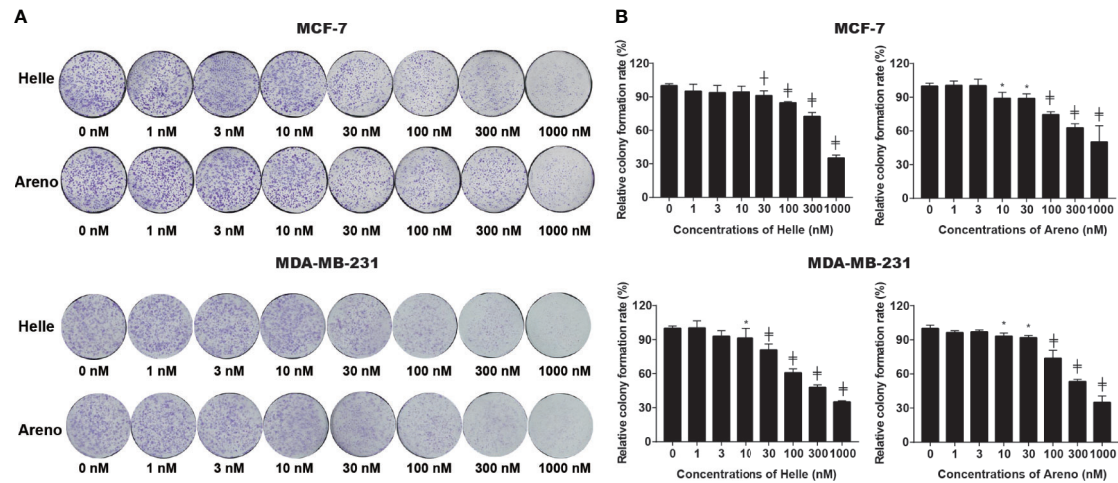 A
MCF-7
Helle
0 nM 1 nM 3 nM 10 nM 30 nM 100 nM 300 nM 1000 nM
Areno
0 nM 1 nM 3 nM 10 nM 30 nM 100 nM 300 nM 1000 nM
MDA-MB-231
Helle
0 nM 1 nM 3 nM 10 nM 30 nM 100 nM 300 nM 1000 nM
Areno
0 nM 1 nM 3 nM 10 nM 30 nM 100 nM 300 nM 1000 nM
B
MCF-7
Relative colony formation rate (%)
120
90
60
30
0
† ‡ ‡ ‡
0 1 3 10 30 100 300 1000
Concentrations of Helle (nM)
Relative colony formation rate (%)
120
90
60
30
0
* * ‡ ‡ ‡
0 1 3 10 30 100 300 1000
Concentrations of Areno (nM)
MDA-MB-231
Relative colony formation rate (%)
120
90
60
30
0
* ‡ ‡ ‡ ‡
0 1 3 10 30 100 300 1000
Concentrations of Helle (nM)
Relative colony formation rate (%)
120
90
60
30
0
* * ‡ ‡ ‡
0 1 3 10 30 100 300 1000
Concentrations of Areno (nM)